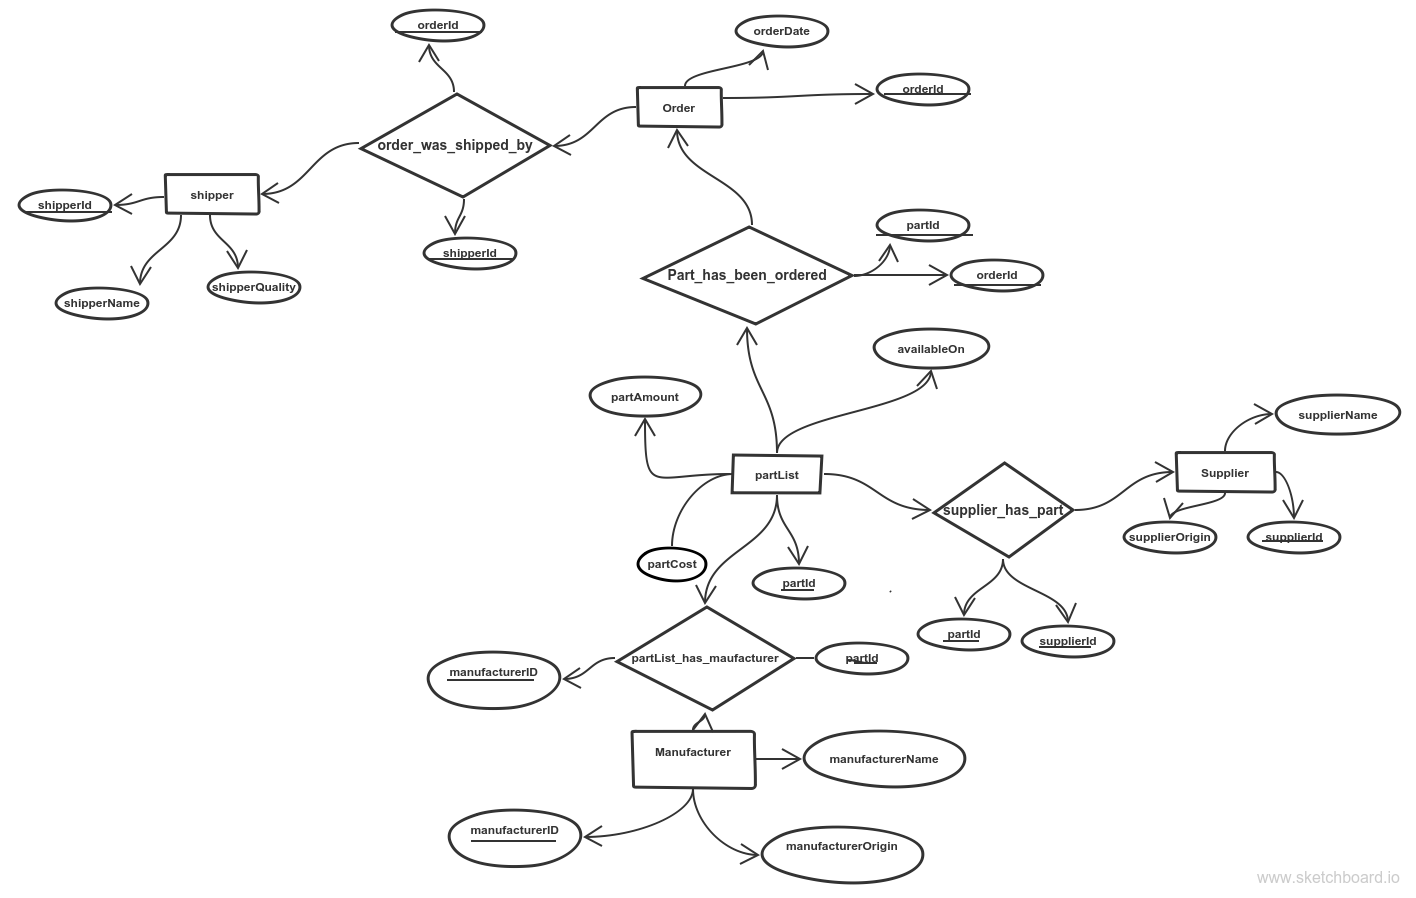 orderId
orderDate
orderId
Order
order_was_shipped_by
shipper
shipperId
shipperName
shipperQuality
shipperId
partId
Part_has_been_ordered
orderId
availableOn
partAmount
supplierName
partList
Supplier
supplier_has_part
supplierOrigin
supplierId
partCost
partId
partId
supplierId
partList_has_maufacturer
partId
manufacturerID
Manufacturer
manufacturerName
manufacturerID
manufacturerOrigin
www.sketchboard.io